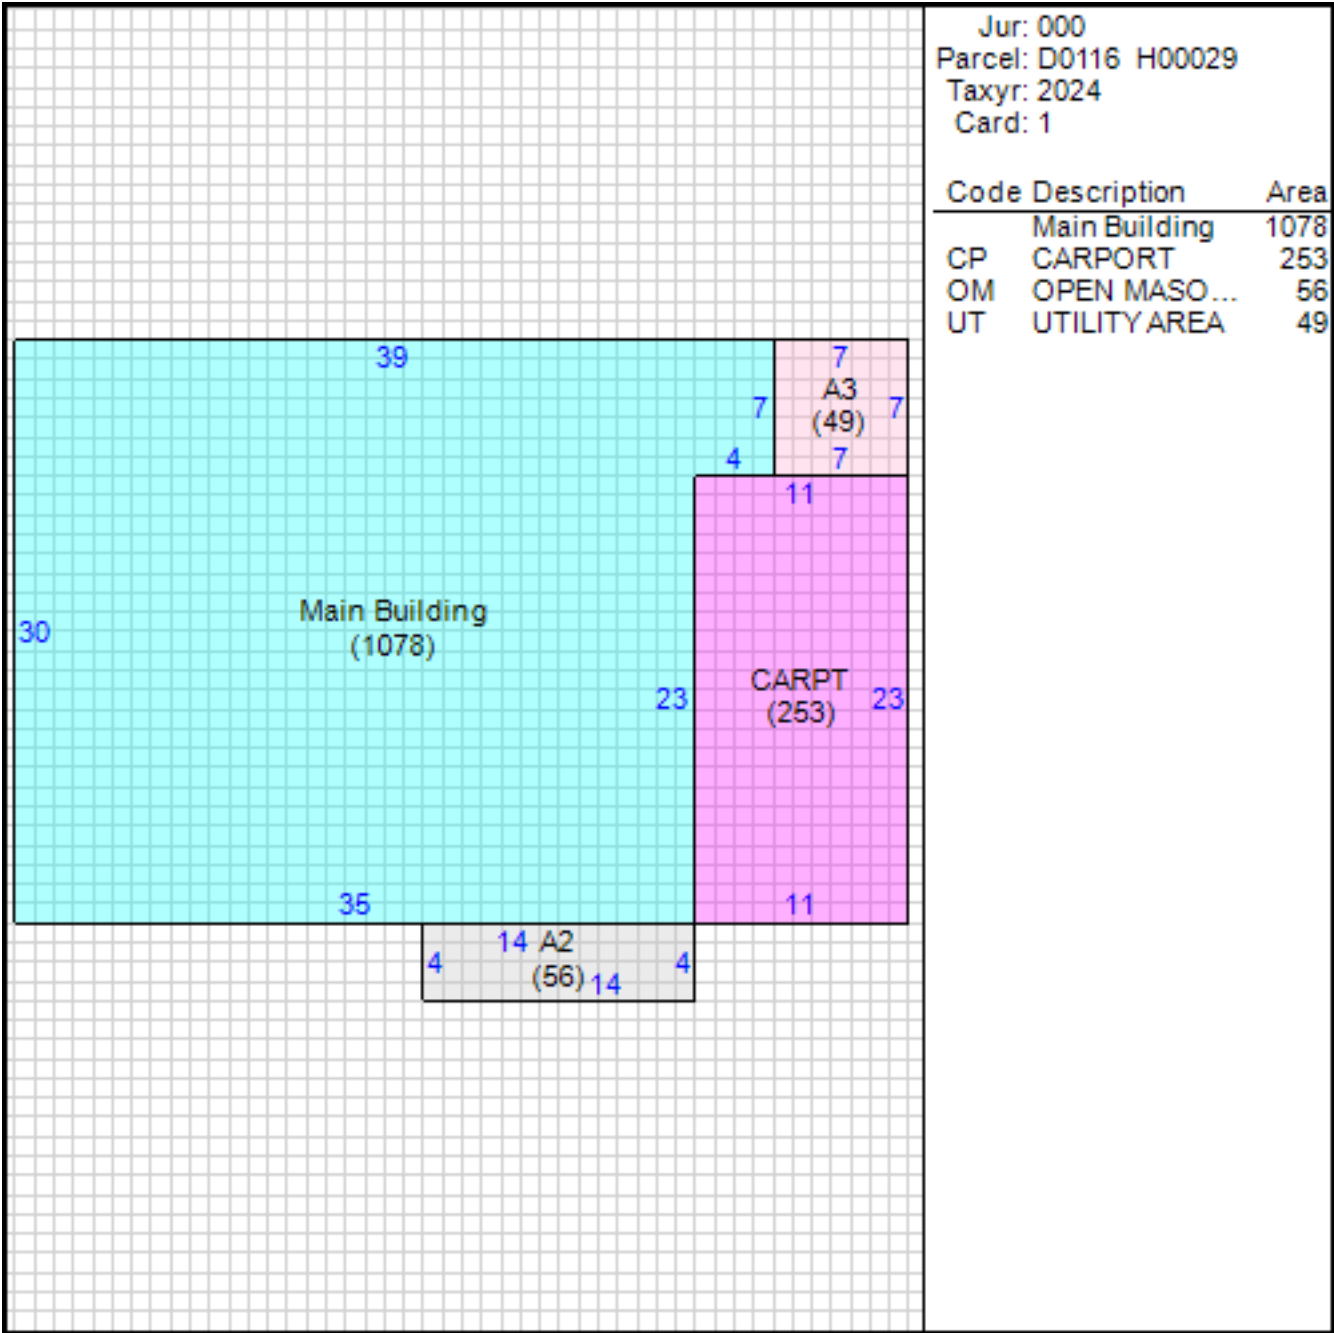 Jur: 000
Parcel: D0116 H00029
Taxyr: 2024
Card: 1
Code Description Area
Main Building 1078
CP CARPORT 253
OM OPEN MASO... 56
UT UTILITY AREA 49
39
7
A3
7
7
(49)
4
7
11
Main Building
30
(1078)
CARPT
23
23
(253)
35
11
14 A2
4
4
(56) 14